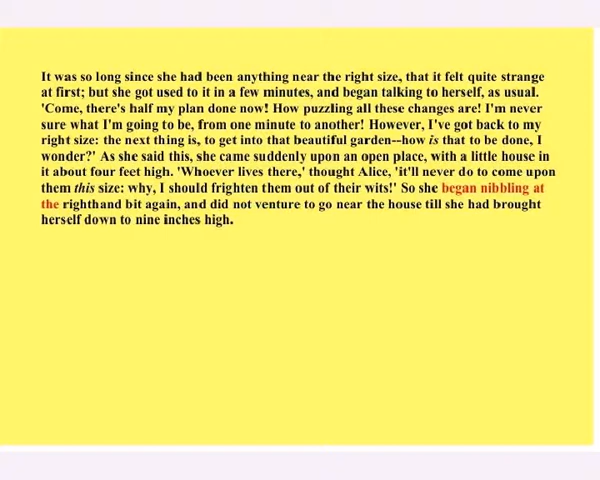 It was so long since she had been anything near the right size, that it felt quite strange
at first; but she got used to it in a few minutes, and began talking to herself, as usual.
'Come, there's half my plan done now! How puzzling all these changes are! I'm never
sure what I'm going to be, from one minute to another! However, I've got back to my
right size: the next thing is, to get into that beautiful garden--how is that to be done, I
wonder?' As she said this, she came suddenly upon an open place, with a little house in
it about four feet high. 'Whoever lives there,' thought Alice, 'it'll never do to come upon
them this size: why, I should frighten them out of their wits!' So she began nibbling at
the righthand bit again, and did not venture to go near the house till she had brought
herself down to nine inches high.